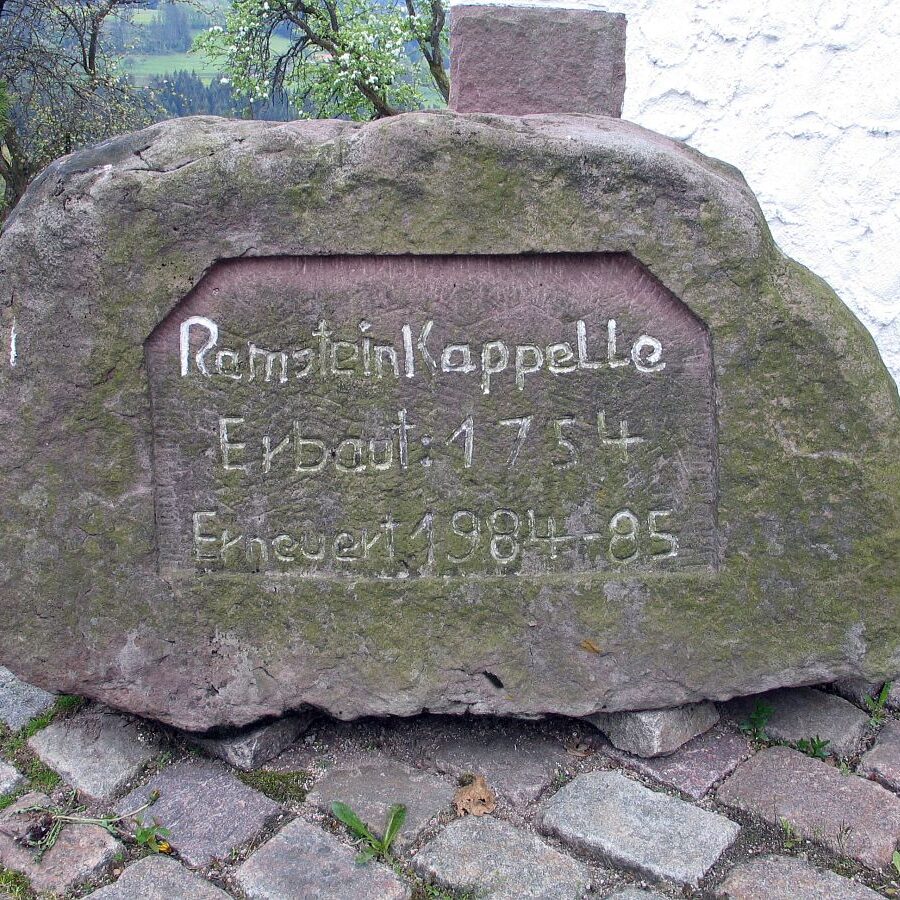 RamsteinKappelle
Erbaut: 1754
Erneuert 1984-85